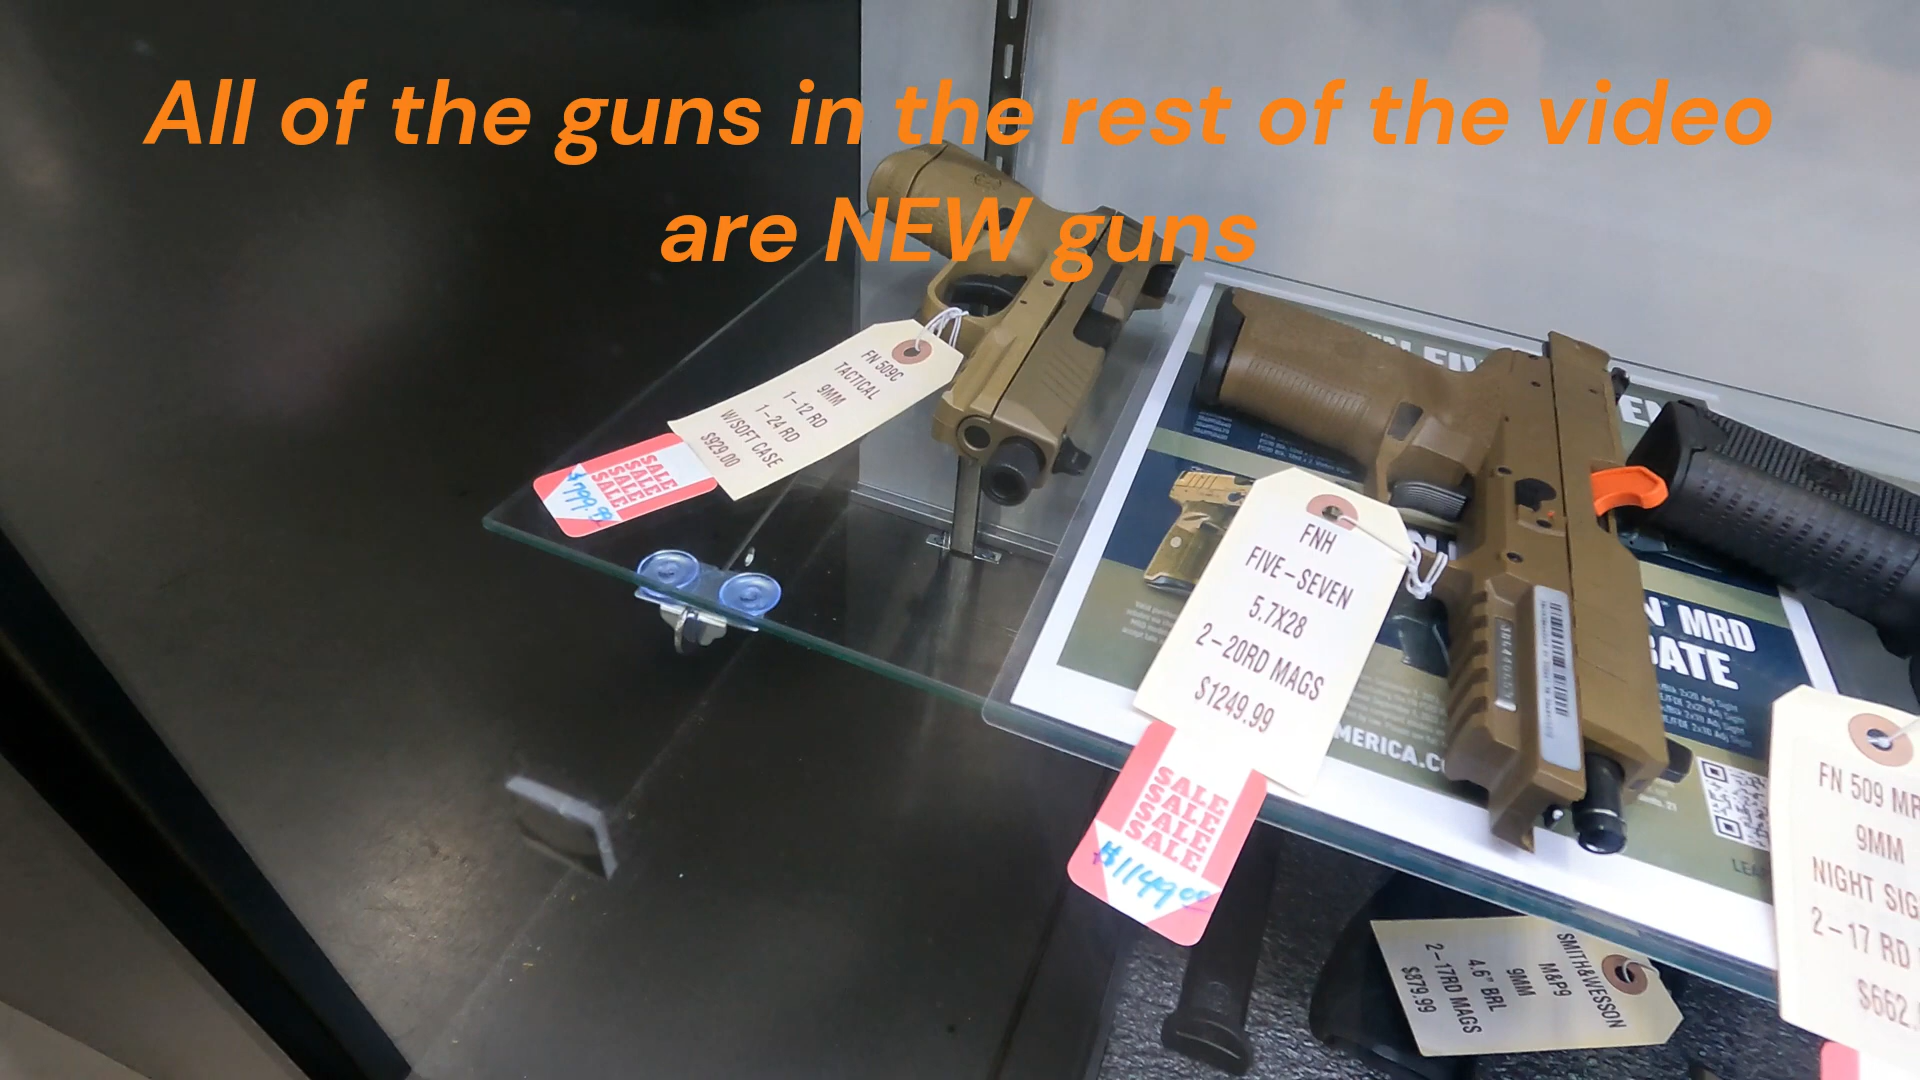 All of the guns in the rest of the video
are NEW guns
FN 509C
TACTICAL
9MM
1-12 RD
1-24 RD
W/SOFT CASE
$929.00
SALE
SALE
SALE
SALE
$799.99
FNH
FIVE-SEVEN
5.7X28
2-20RD MAGS
$1249.99
SALE
SALE
SALE
SALE
$1149.00
MRD
MERICA.C
FN 509 MR
9MM
NIGHT SIG
2-17 RD
$662.
SMITH&WESSON
M&P9
9MM
4.6" BRL
2-17RD MAGS
$879.99